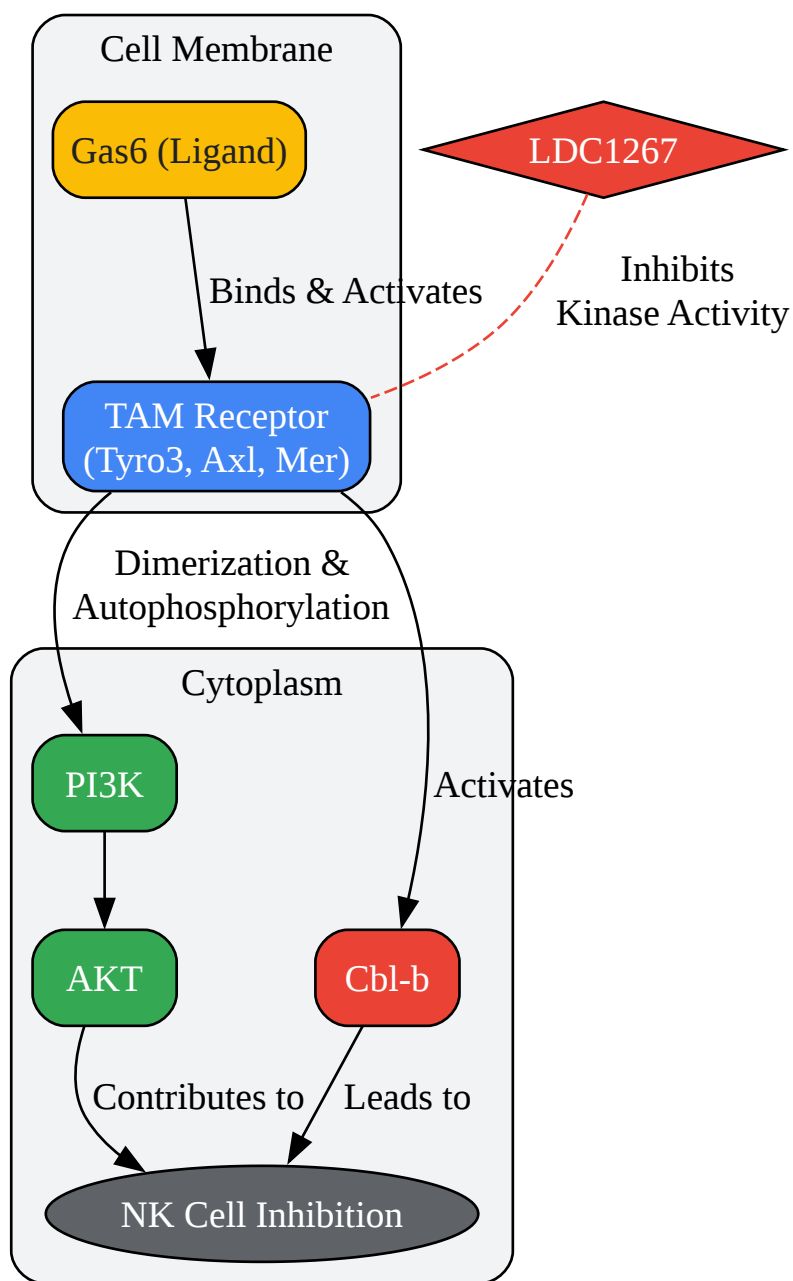 Cell Membrane
Gas6 (Ligand)
LDC1267
Binds & Activates
Inhibits
Kinase Activity
TAM Receptor
(Tyro3, Axl, Mer)
Dimerization &
Autophosphorylation
Cytoplasm
PI3K
Activates
AKT
Cbl-b
Contributes to
Leads to
NK Cell Inhibition